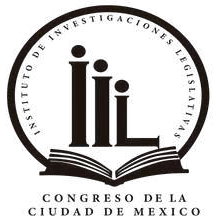 INSTITUTO DE INVESTIGACIONES LEGISLATIVAS
iiL
CONGRESO DE LA
CIUDAD DE MEXICO